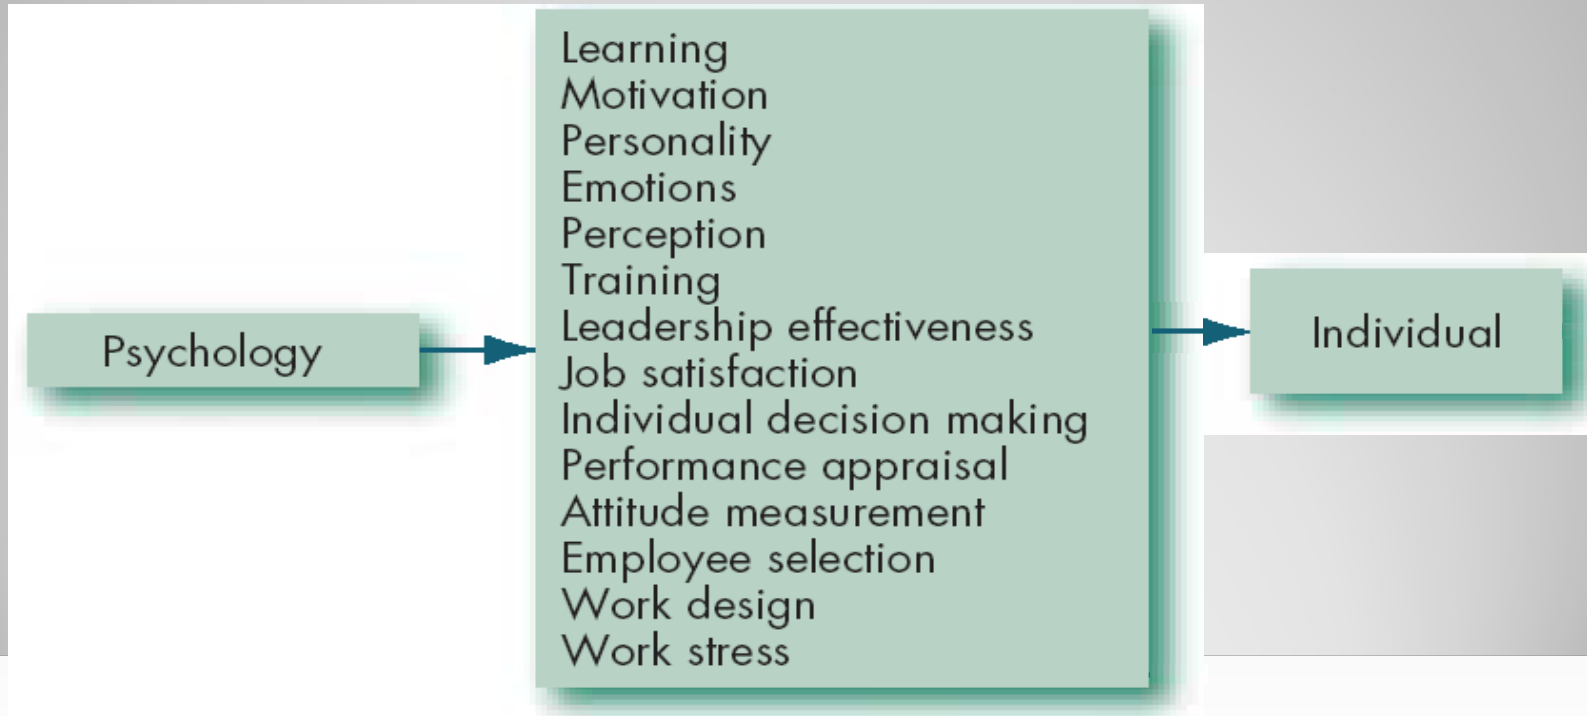 Psychology
Learning
Motivation
Personality
Emotions
Perception
Training
Leadership effectiveness
Job satisfaction
Individual decision making
Performance appraisal
Attitude measurement
Employee selection
Work design
Work stress
Individual